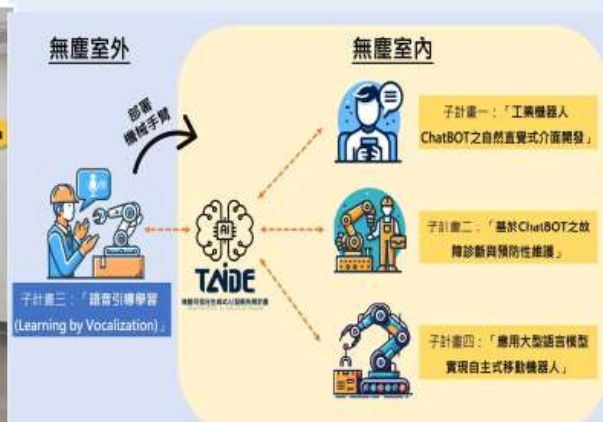 無塵室外
無塵室內
部署
機械手臂
子計畫一：「工業機器人
ChatBOT之自然直覺式介面開發」
AI
TAIDE
子計畫二：「基於ChatBOT之故
障診斷與預防性維護」
子計畫三：「語音引導學習
(Learning by Vocalization)」
子計畫四：「應用大型語言模型
實現自主式移動機器人」